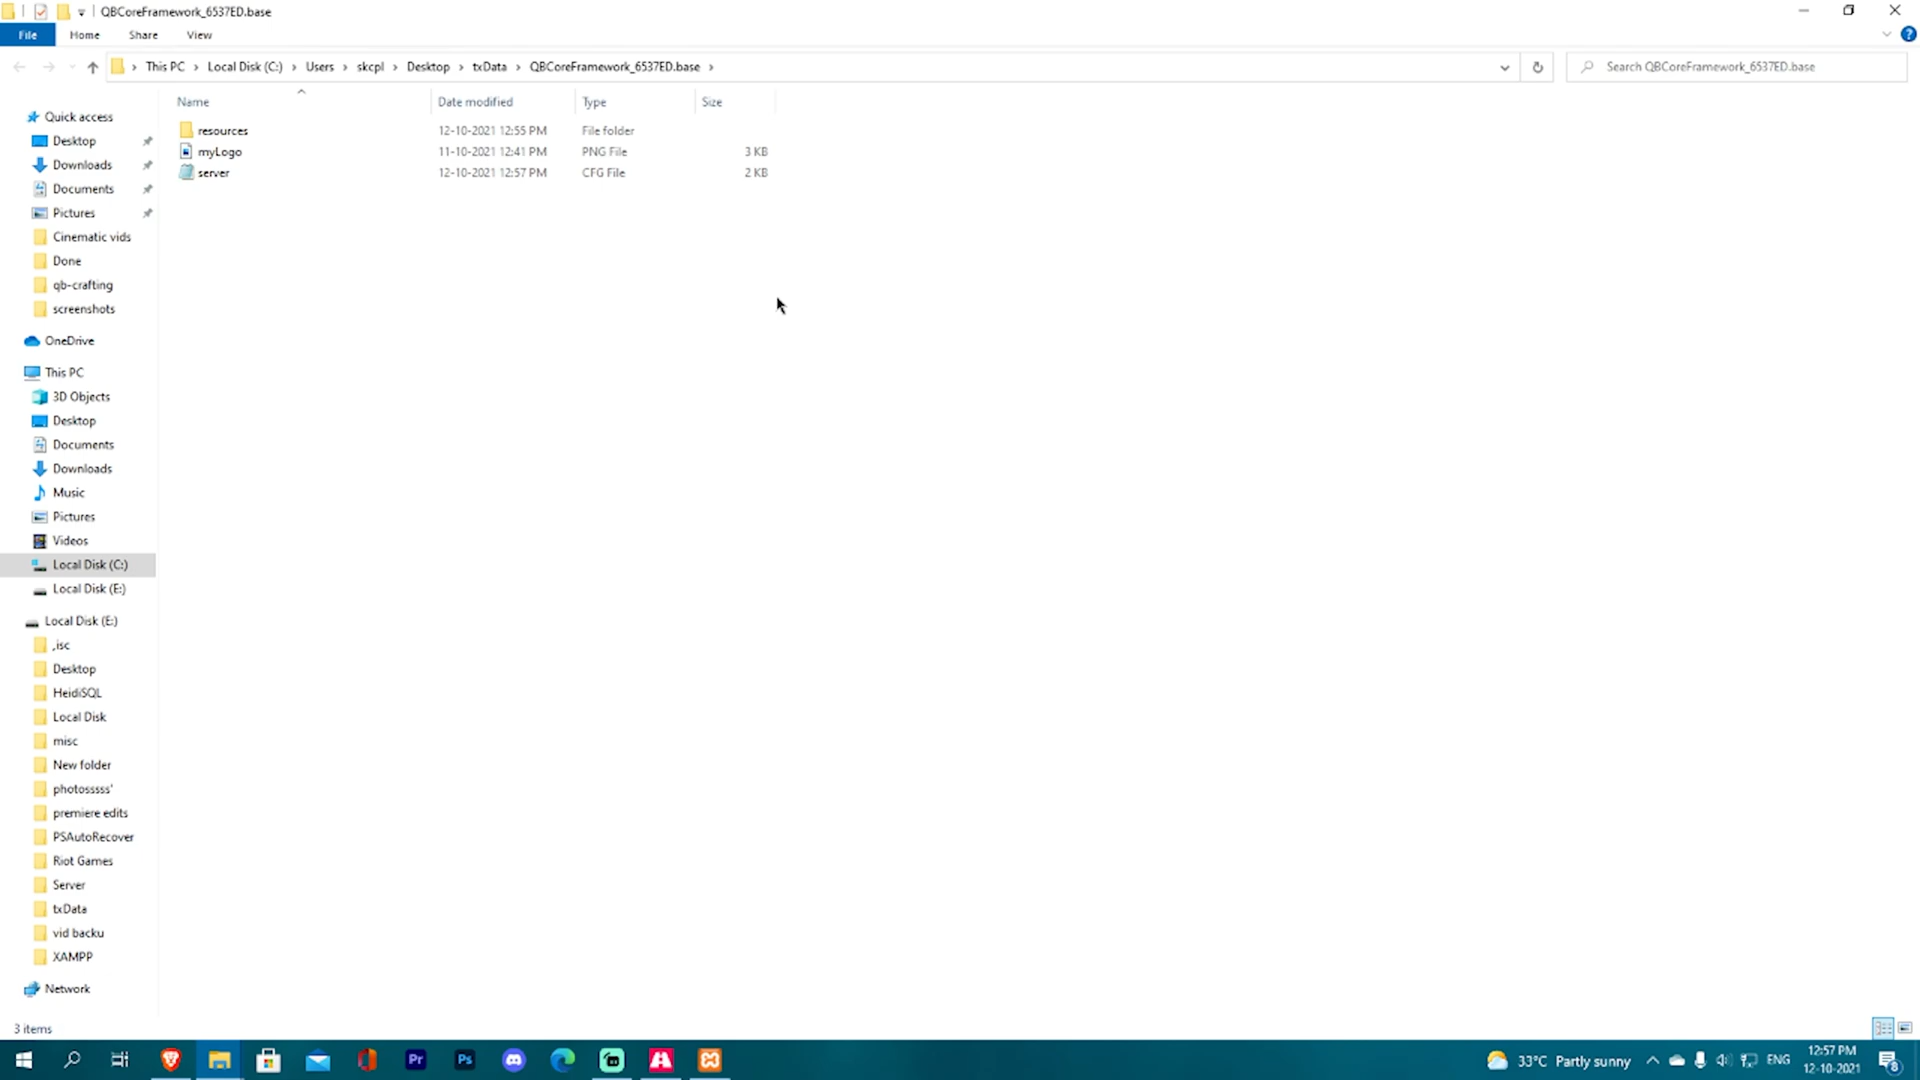 QBCoreFramework_6537ED.base
File Home Share View
This PC Local Disk (C:) Users skcpl Desktop txData QBCoreFramework_6537ED.base
Search QBCoreFramework_6537ED.base
Name Date modified Type Size
resources 12-10-2021 12:55 PM File folder
myLogo 11-10-2021 12:41 PM PNG File 3 KB
server 12-10-2021 12:57 PM CFG File 2 KB
Quick access
Desktop
Downloads
Documents
Pictures
Cinematic vids
Done
qb-crafting
screenshots
OneDrive
This PC
3D Objects
Desktop
Documents
Downloads
Music
Pictures
Videos
Local Disk (C:)
Local Disk (E:)
Local Disk (E:)
,isc
Desktop
HeidiSQL
Local Disk
misc
New folder
photosssss'
premiere edits
PSAutoRecover
Riot Games
Server
txData
vid backu
XAMPP
Network
3 items
Pr Ps 33°C Partly sunny ENG 12:57 PM
12-10-2021 8